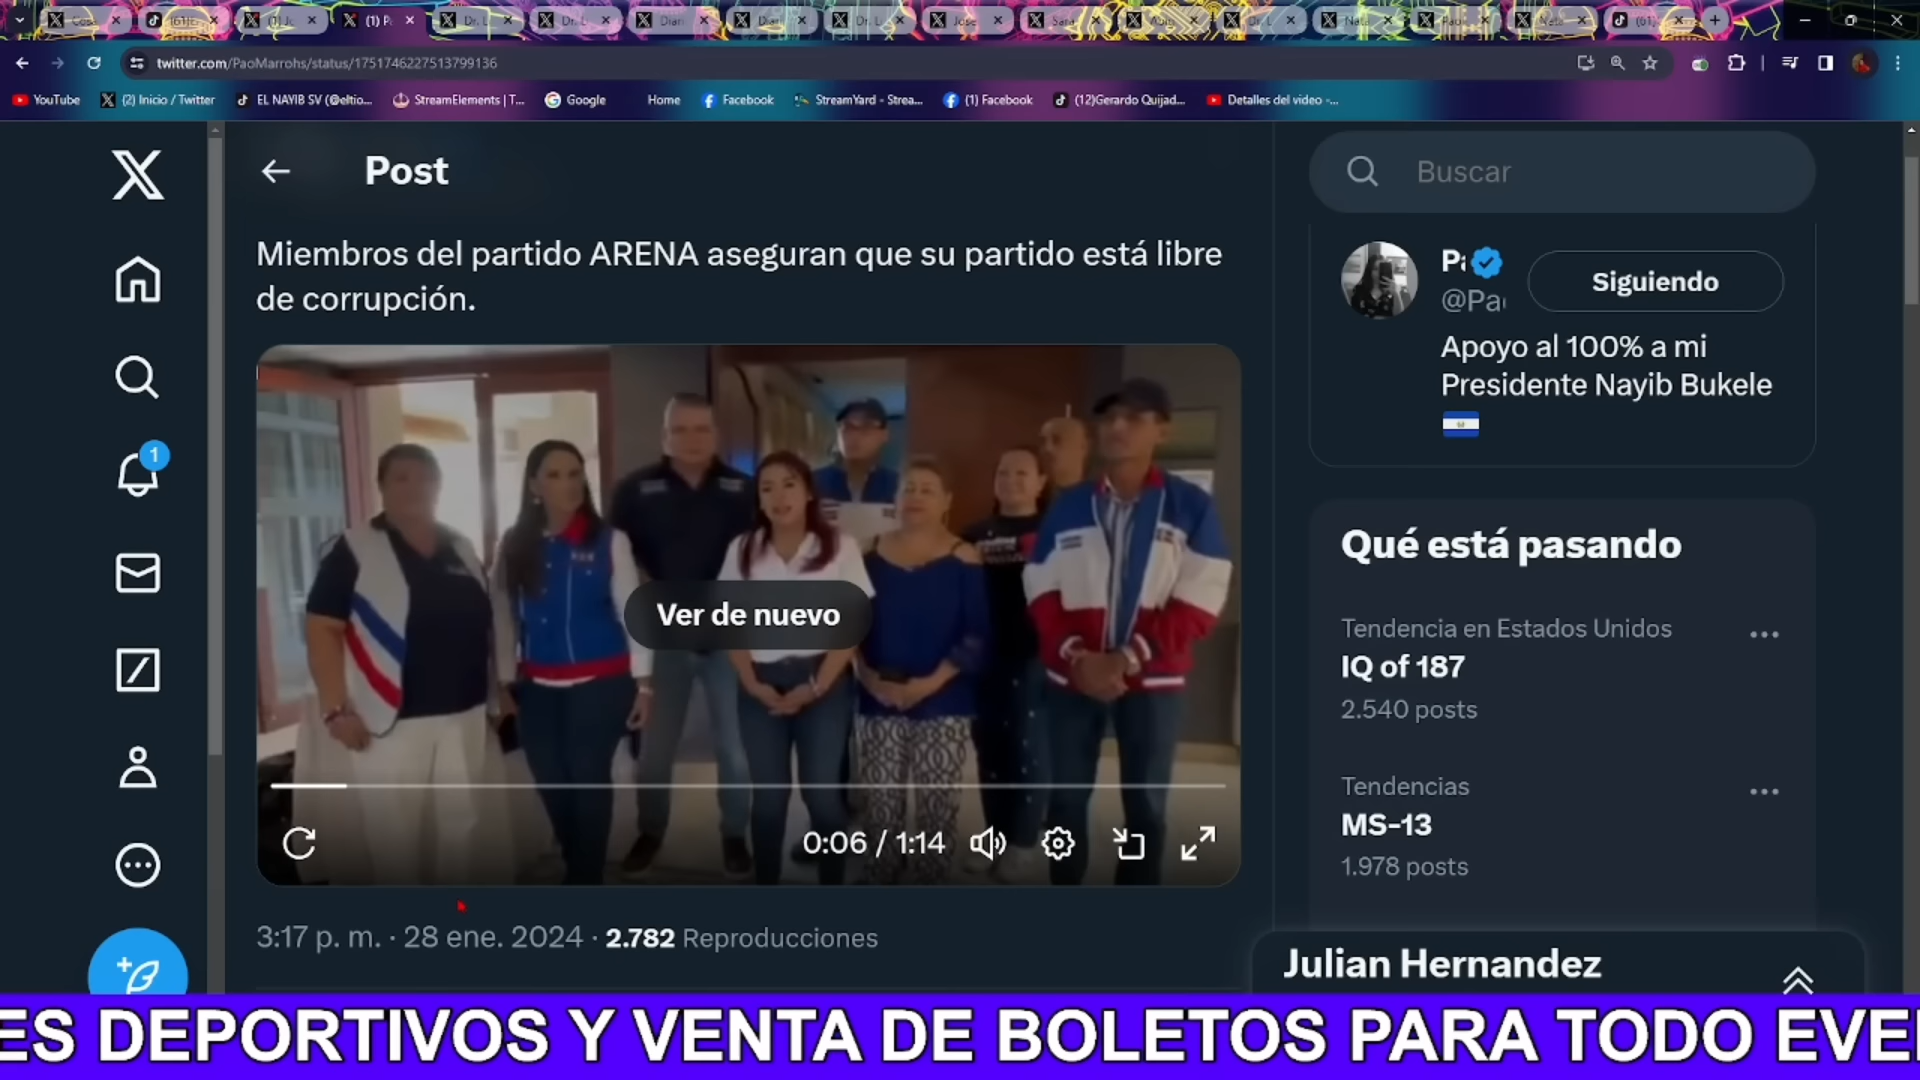 (1) P
(61)
twitter.com/PaoMarrohs/status/1751746227513799136
YouTube
(2) Inicio / Twitter
EL NAYIB SV (@eltio...
StreamElements | T...
Google
Home
Facebook
StreamYard - Strea...
(1) Facebook
(12)Gerardo Quijad...
Detalles del video -...
Post
Buscar
Miembros del partido ARENA aseguran que su partido está libre
de corrupción.
@Pa
Siguiendo
Apoyo al 100% a mi
Presidente Nayib Bukele
1
Ver de nuevo
Qué está pasando
Tendencia en Estados Unidos
IQ of 187
2.540 posts
Tendencias
MS-13
1.978 posts
0:06 / 1:14
3:17 p. m. · 28 ene. 2024 · 2.782 Reproducciones
Julian Hernandez
ES DEPORTIVOS Y VENTA DE BOLETOS PARA TODO EVE